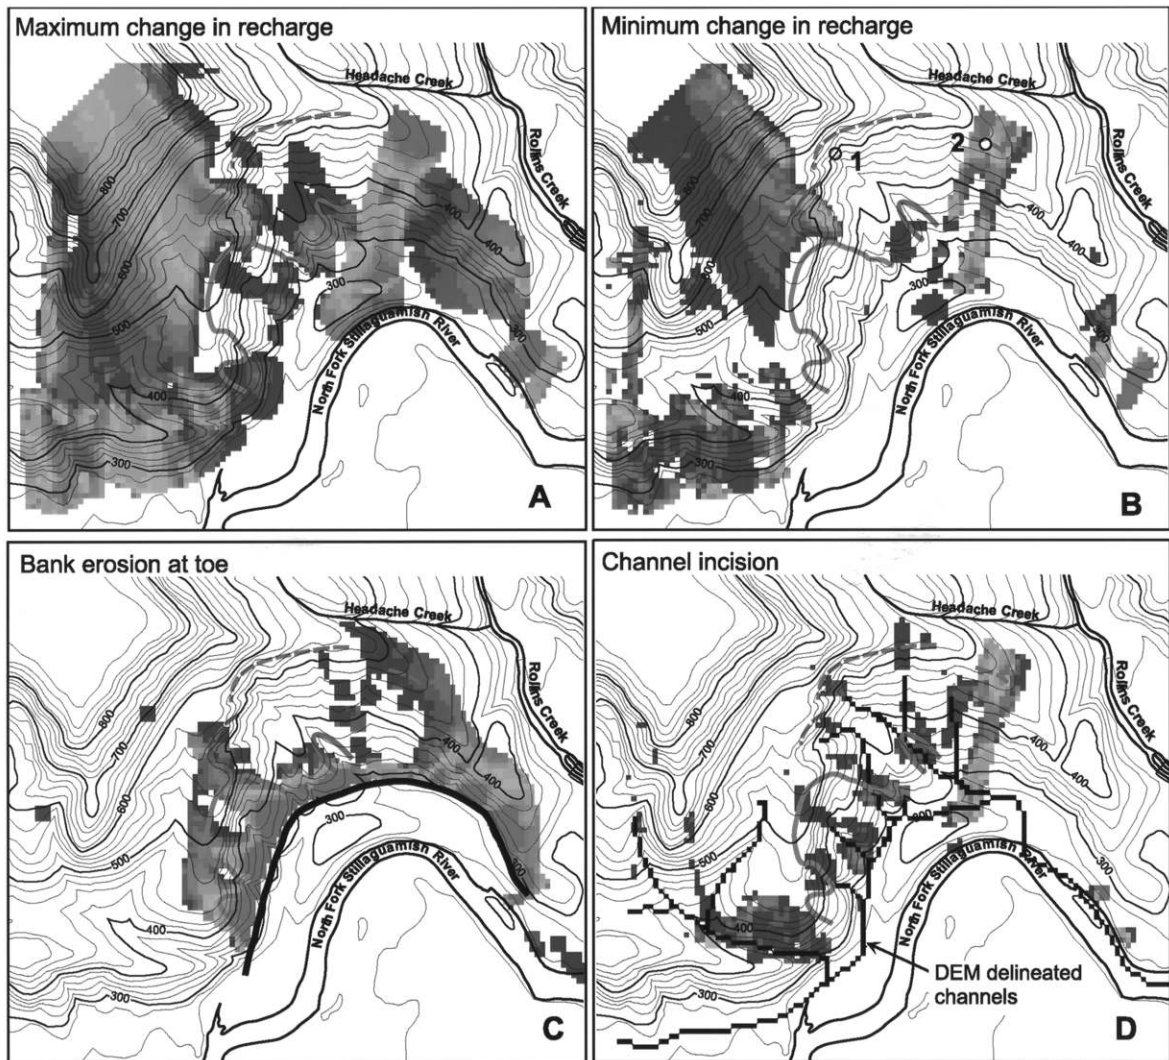 Maximum change in recharge
Headache Creek
Rollins Creek
800
700
600
500
400
300
400
400
300
300
North Fork Stillaguamish River
A
Minimum change in recharge
Headache Creek
Rollins Creek
1
2
800
700
600
500
400
300
400
400
300
North Fork Stillaguamish River
B
Bank erosion at toe
Headache Creek
Rollins Creek
800
700
600
500
400
300
400
300
300
North Fork Stillaguamish River
C
Channel incision
Headache Creek
Rollins Creek
800
700
600
500
400
300
400
300
300
North Fork Stillaguamish River
DEM delineated
channels
D